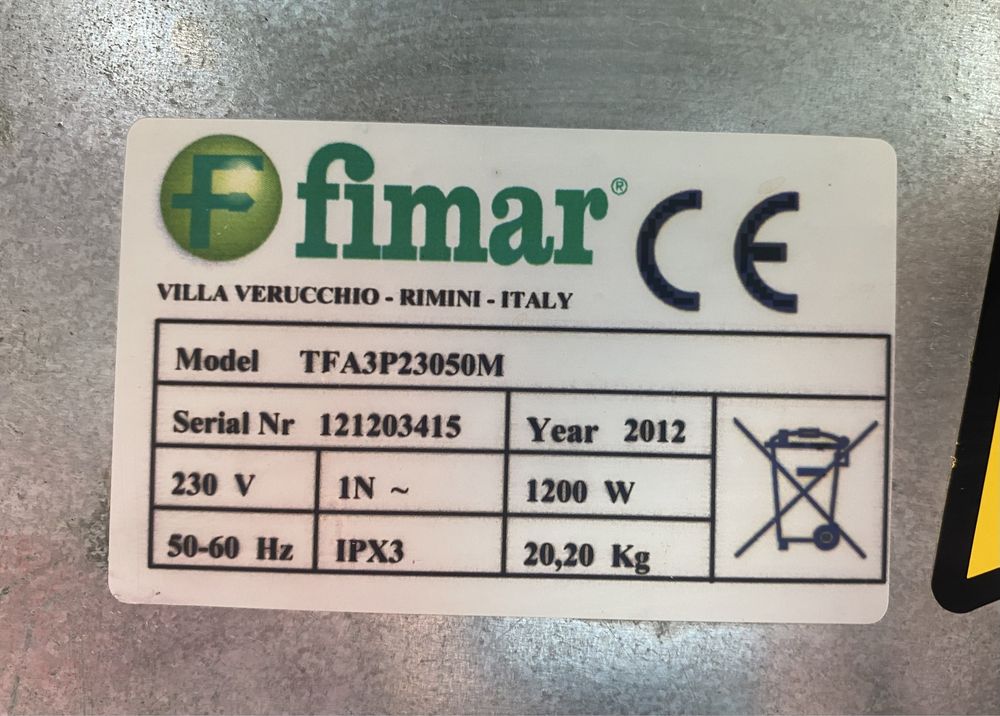 fimar® CE
VILLA VERUCCHIO - RIMINI - ITALY
Model TFA3P23050M
Serial Nr 121203415 Year 2012
230 V 1N ~ 1200 W
50-60 Hz IPX3 20,20 Kg